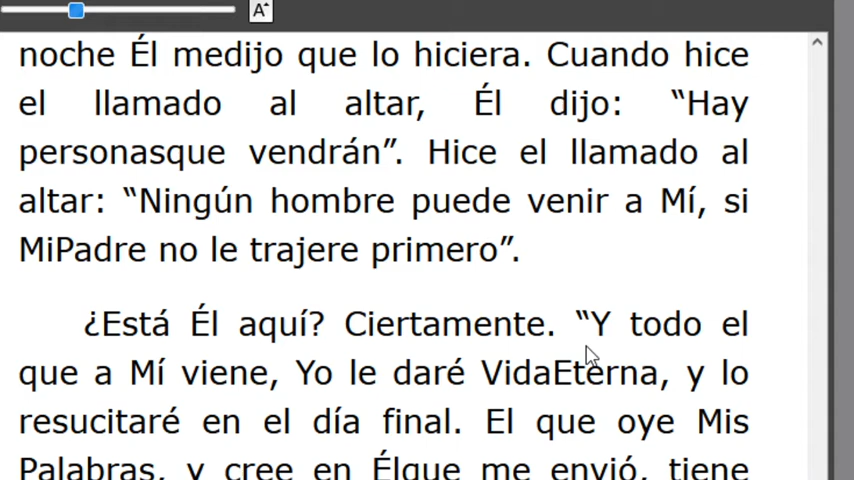 A
noche Él medijo que lo hiciera. Cuando hice
el llamado al altar, Él dijo: “Hay
personasque vendrán”. Hice el llamado al
altar: “Ningún hombre puede venir a Mí, si
MiPadre no le trajere primero”.
¿Está Él aquí? Ciertamente. “Y todo el
que a Mí viene, Yo le daré VidaEterna, y lo
resucitaré en el día final. El que oye Mis
Palabras, y cree en Élque me envió, tiene